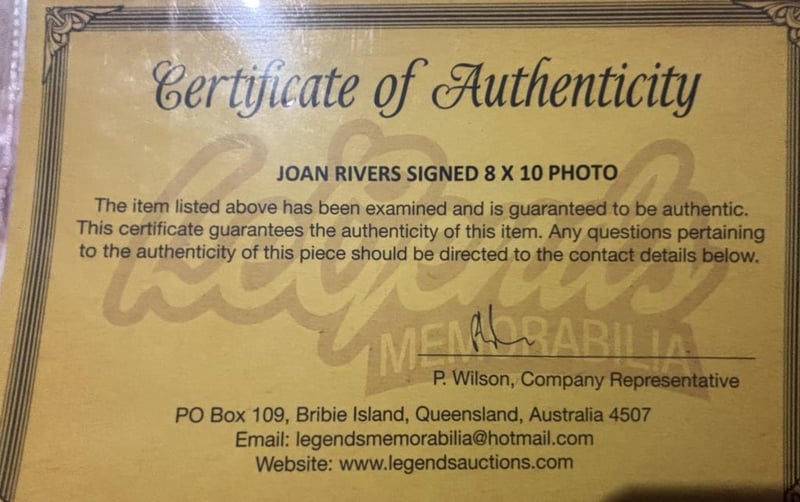 Certificate of Authenticity
JOAN RIVERS SIGNED 8 X 10 PHOTO
The item listed above has been examined and is guaranteed to be authentic.
This certificate guarantees the authenticity of this item. Any questions pertaining
to the authenticity of this piece should be directed to the contact details below.
Legends
MEMORABILIA
P. Wilson, Company Representative
PO Box 109, Bribie Island, Queensland, Australia 4507
Email: legendsmemorabilia@hotmail.com
Website: www.legendsauctions.com